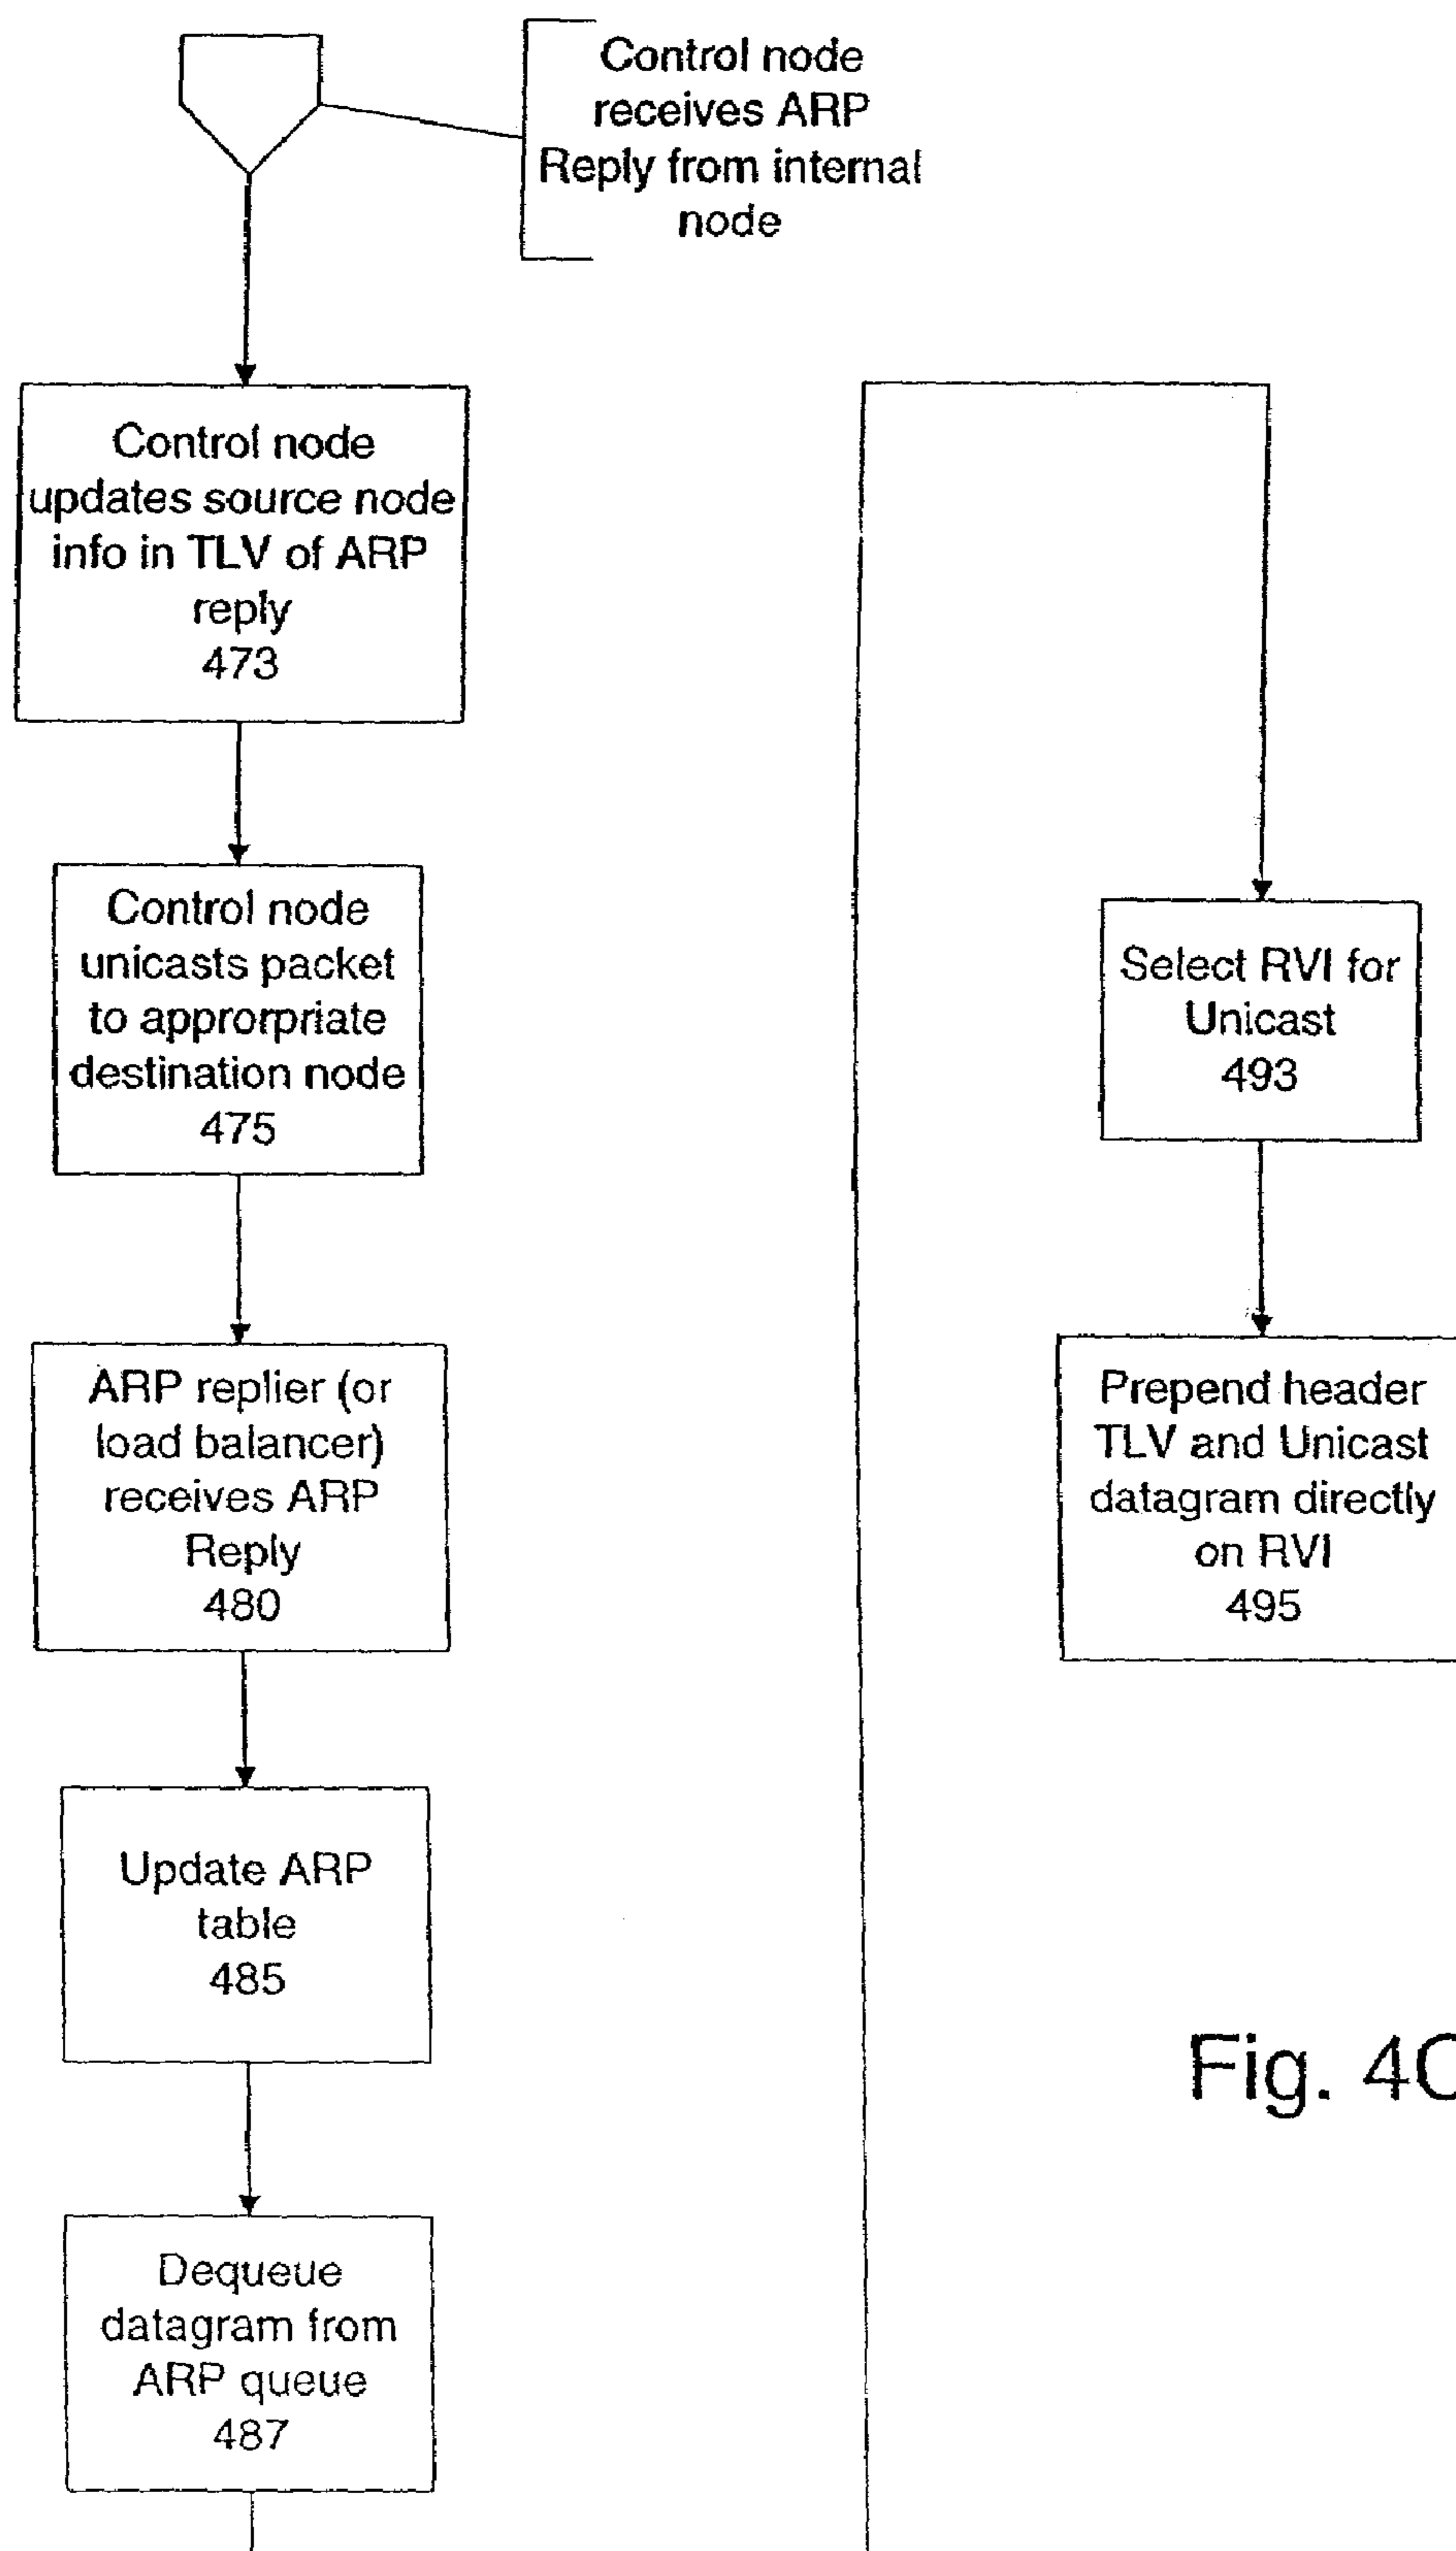 Control node
receives ARP
Reply from internal
node
Control node
updates source node
info in TLV of ARP
reply
473
Control node
unicasts packet
to approrpriate
destination node
475
ARP replier (or
load balancer)
receives ARP
Reply
480
Update ARP
table
485
Dequeue
datagram from
ARP queue
487
Select RVI for
Unicast
493
Prepend header
TLV and Unicast
datagram directly
on RVI
495
Fig. 4C